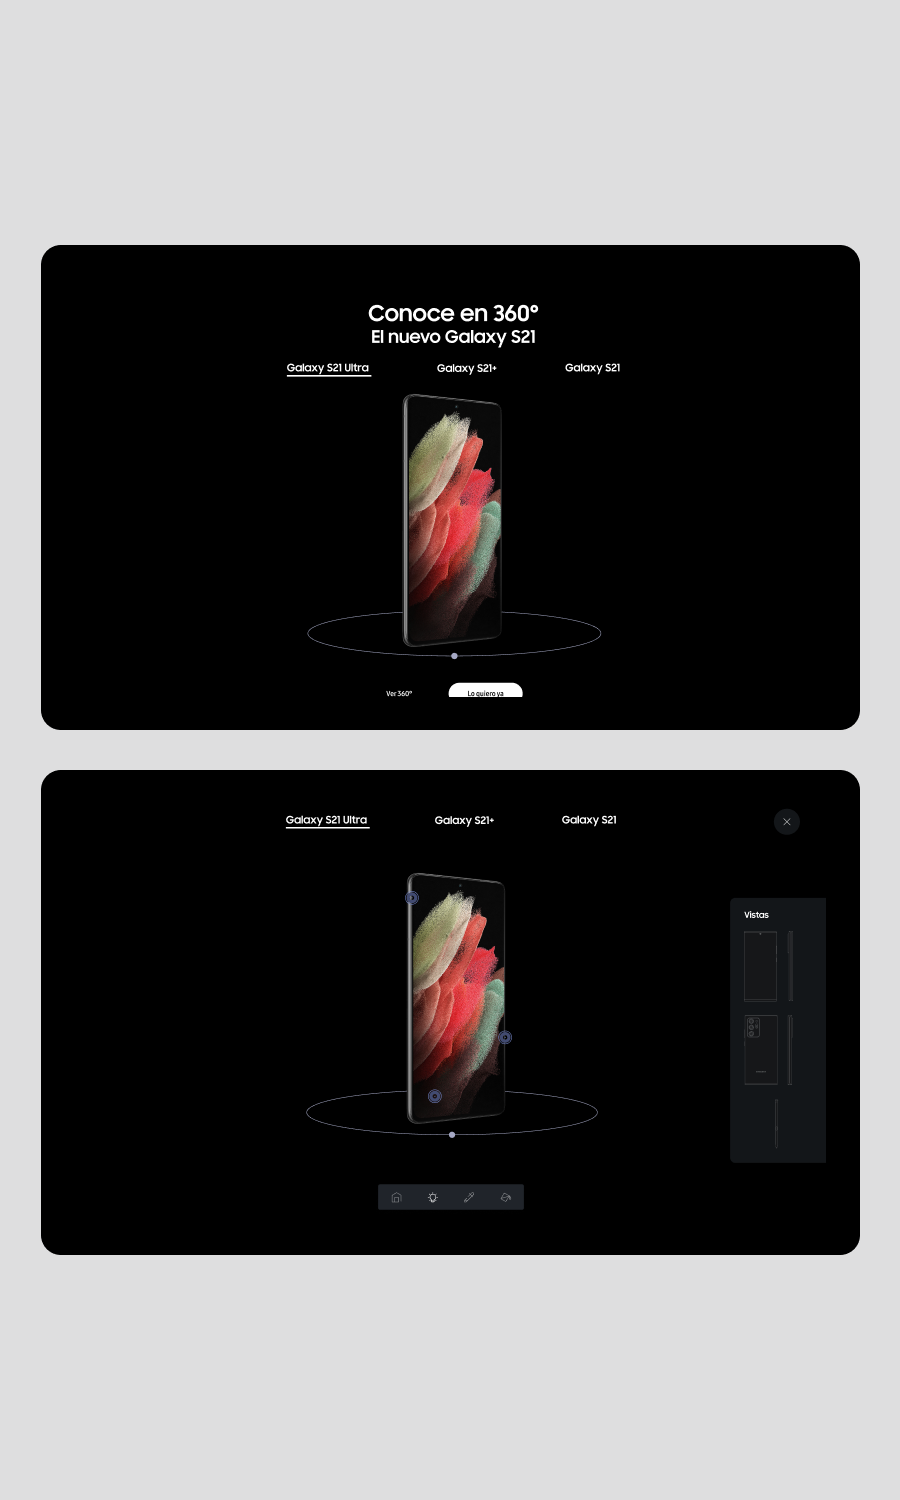 Conoce en 360°
El nuevo Galaxy S21
Galaxy S21 Ultra
Galaxy S21+
Galaxy S21
Ver 360°
Lo quiero ya
Galaxy S21 Ultra
Galaxy S21+
Galaxy S21
Vistas